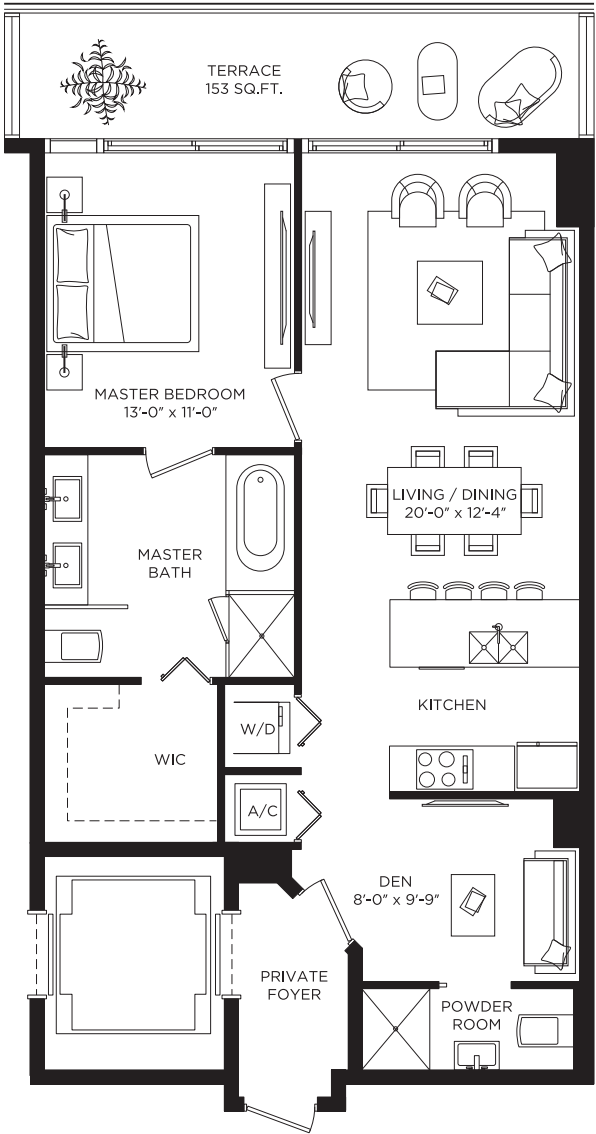 TERRACE
153 SQ.FT.
MASTER BEDROOM
13'-0" x 11'-0"
LIVING / DINING
20'-0" x 12'-4"
MASTER
BATH
KITCHEN
W/D
WIC
A/C
DEN
8'-0" x 9'-9"
PRIVATE
FOYER
POWDER
ROOM